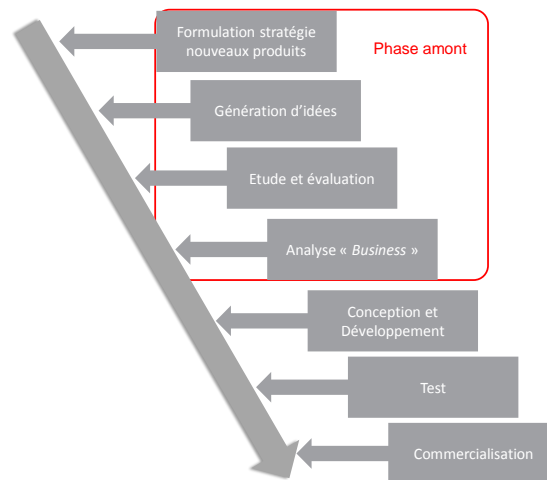 Formulation stratégie
nouveaux produits
Phase amont
Génération d'idées
Etude et évaluation
Analyse « Business »
Conception et
Développement
Test
Commercialisation